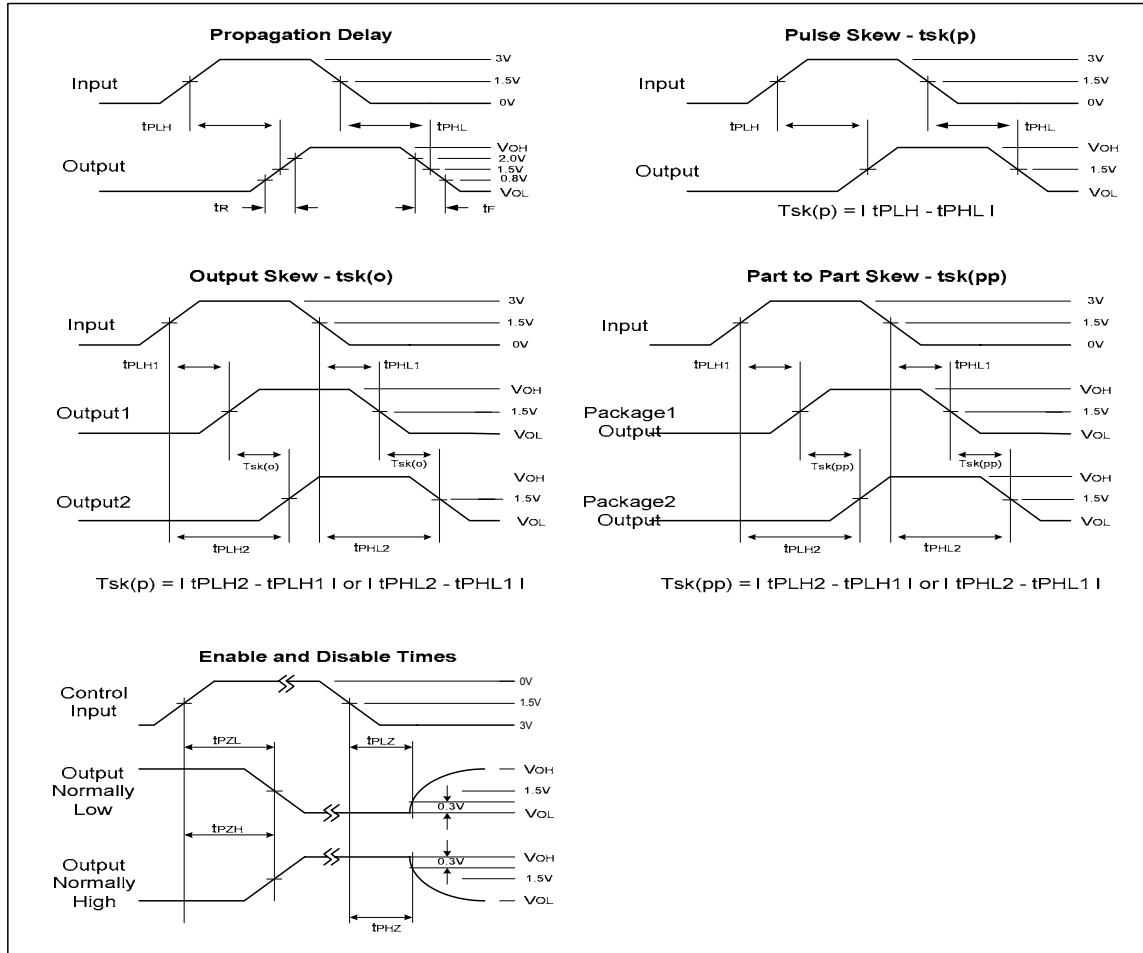 Propagation Delay
Input
3V
1.5V
0V
tPLH
tPHL
Output
VOH
2.0V
1.5V
0.8V
VOL
tR
tF
Pulse Skew - tsk(p)
Input
3V
1.5V
0V
tPLH
tPHL
Output
VOH
1.5V
VOL
Tsk(p) = I tPLH - tPHL I
Output Skew - tsk(o)
Input
3V
1.5V
0V
tPLH1
tPHL1
Output1
VOH
1.5V
VOL
Tsk(o)
Tsk(o)
Output2
VOH
1.5V
VOL
tPLH2
tPHL2
Tsk(p) = I tPLH2 - tPLH1 I or I tPHL2 - tPHL1 I
Part to Part Skew - tsk(pp)
Input
3V
1.5V
0V
tPLH1
tPHL1
Package1
Output
VOH
1.5V
VOL
Tsk(pp)
Tsk(pp)
Package2
Output
VOH
1.5V
VOL
tPLH2
tPHL2
Tsk(pp) = I tPLH2 - tPLH1 I or I tPHL2 - tPHL1 I
Enable and Disable Times
Control
Input
0V
1.5V
3V
tPZL
tPLZ
Output
Normally
Low
VOH
1.5V
0.3V
VOL
tPZH
Output
Normally
High
VOH
0.3V
1.5V
VOL
tPHZ